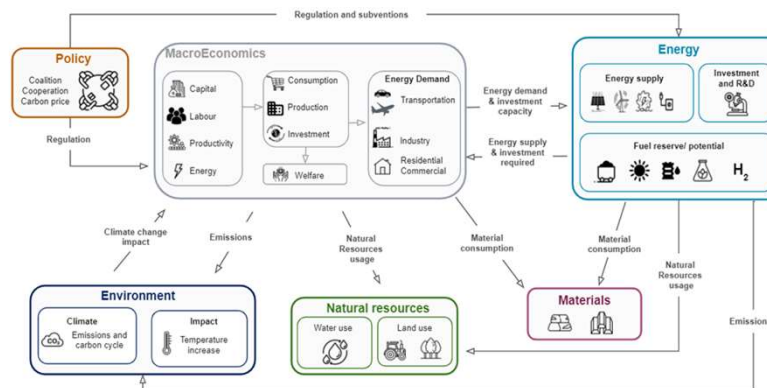 Regulation and subventions
Policy
Coalition
Cooperation
Carbon price
Regulation
MacroEconomics
Capital
Labour
Productivity
Energy
Consumption
Production
Investment
Welfare
Energy Demand
Transportation
Industry
Residential
Commercial
Energy demand
& investment
capacity
Energy supply
& investment
required
Energy
Energy supply
Investment
and R&D
Fuel reserve/ potential
H2
Climate change
impact
Emissions
Natural
Resources
usage
Material
consumption
Material
consumption
Natural
Resources
usage
Emission
Environment
Climate
CO2
Emissions and
carbon cycle
Impact
Temperature
increase
Natural resources
Water use
Land use
Materials